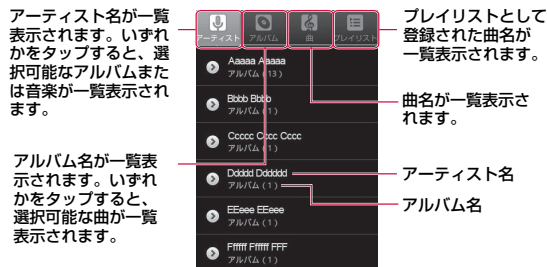 アーティスト名が一覧
表示されます。いずれ
かをタップすると、選
択可能なアルバムまた
は音楽が一覧表示され
ます。
アルバム名が一覧表
示されます。いずれ
かをタップすると、
選択可能な曲が一覧
表示されます。
アーティスト
アルバム
曲
プレイリスト
Aaaaa Aaaaa
アルバム ( 13 )
Bbbb Bbbb
アルバム ( 1 )
Ccccc Cccc Cccc
アルバム ( 1 )
Ddddd Dddddd
アルバム ( 1 )
EEeee EEeee
アルバム ( 1 )
Ffffff Ffffff FFF
アルバム ( 1 )
プレイリストとして
登録された曲名が
一覧表示されます。
曲名が一覧表示さ
れます。
アーティスト名
アルバム名